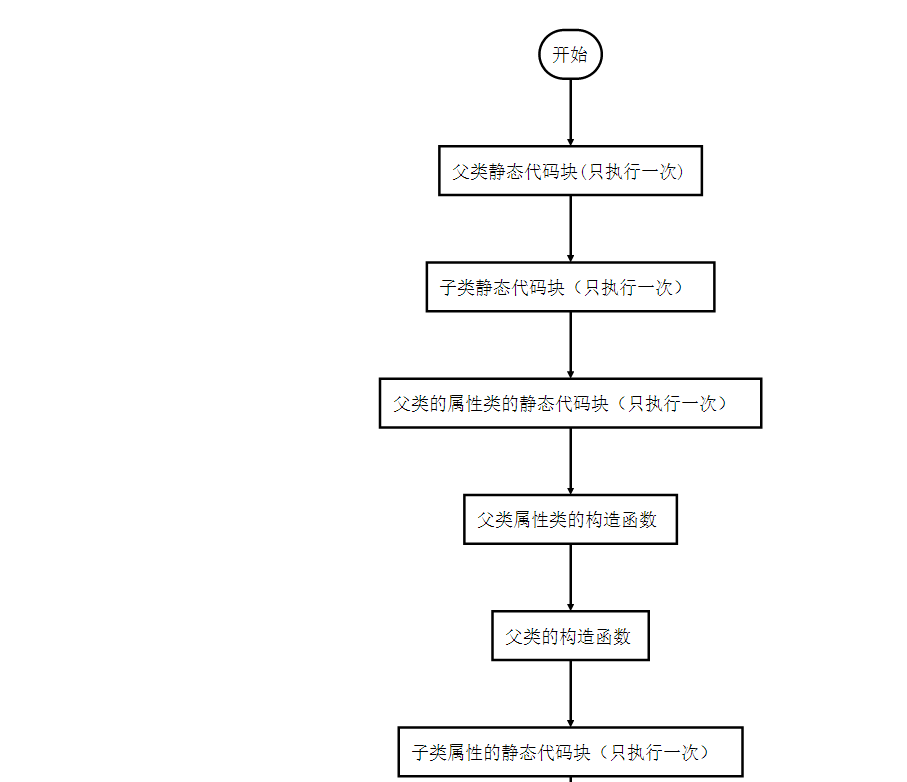 开始
父类静态代码块(只执行一次)
子类静态代码块（只执行一次）
父类的属性类的静态代码块（只执行一次）
父类属性类的构造函数
父类的构造函数
子类属性的静态代码块（只执行一次）